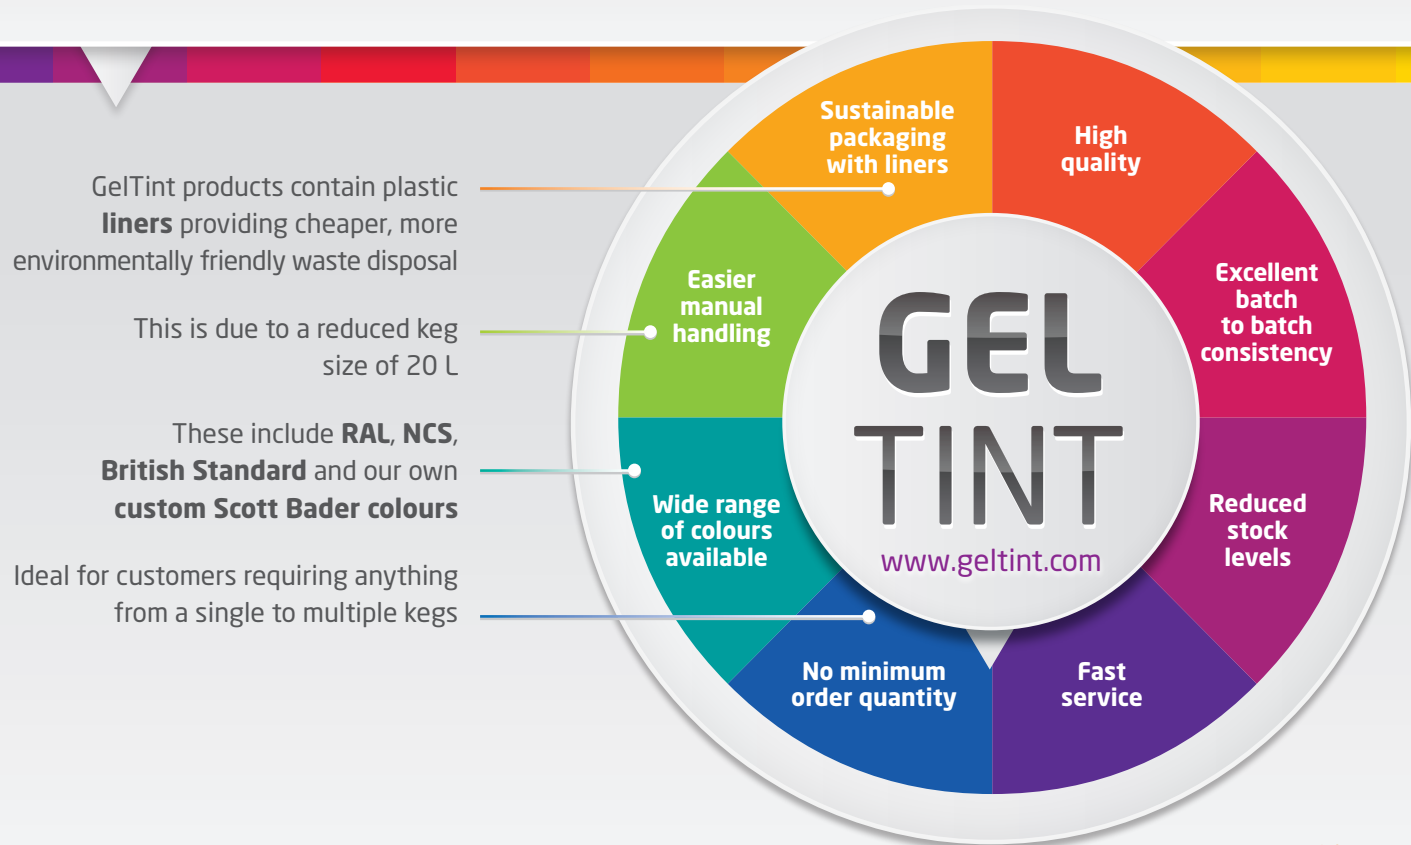 GelTint products contain plastic
liners providing cheaper, more
environmentally friendly waste disposal
This is due to a reduced keg
size of 20 L
These include RAL, NCS,
British Standard and our own
custom Scott Bader colours
Ideal for customers requiring anything
from a single to multiple kegs
Sustainable
packaging
with liners
High
quality
Excellent
batch
to batch
consistency
Reduced
stock
levels
Fast
service
No minimum
order quantity
Wide range
of colours
available
Easier
manual
handling
GEL
TINT
www.geltint.com